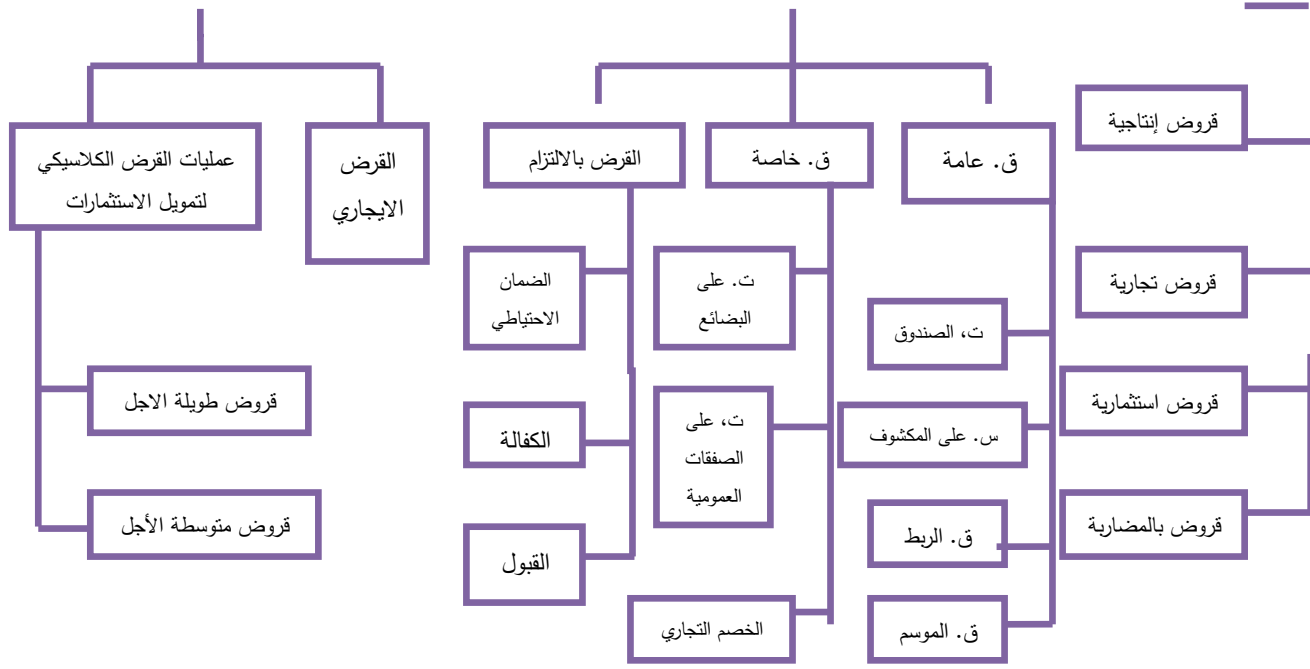 قروض إنتاجية
قروض تجارية
قروض استثمارية
قروض بالمضاربة
ق. عامة
ت، الصندوق
س. على المكشوف
ق. الربط
ق. الموسم
ق. خاصة
ت. على
البضائع
ت، على
الصفقات
العمومية
الخصم التجاري
القرض بالالتزام
الضمان
الاحتياطي
الكفالة
القبول
القرض
الايجاري
عمليات القرض الكلاسيكي
لتمويل الاستثمارات
قروض طويلة الاجل
قروض متوسطة الأجل